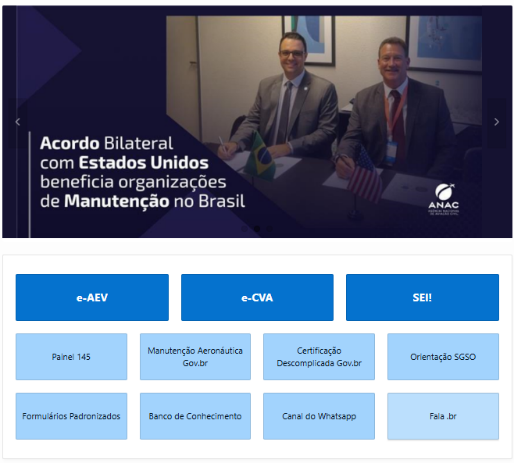 Acordo Bilateral
com Estados Unidos
beneficia organizações
de Manutenção no Brasil
ANAC
e-AEV
e-CVA
SEI!
Painel 145
Manutenção Aeronáutica
Gov.br
Certificação
Descomplicada Gov.br
Orientação SGSO
Formulários Padronizados
Banco de Conhecimento
Canal do Whatsapp
Fala .br